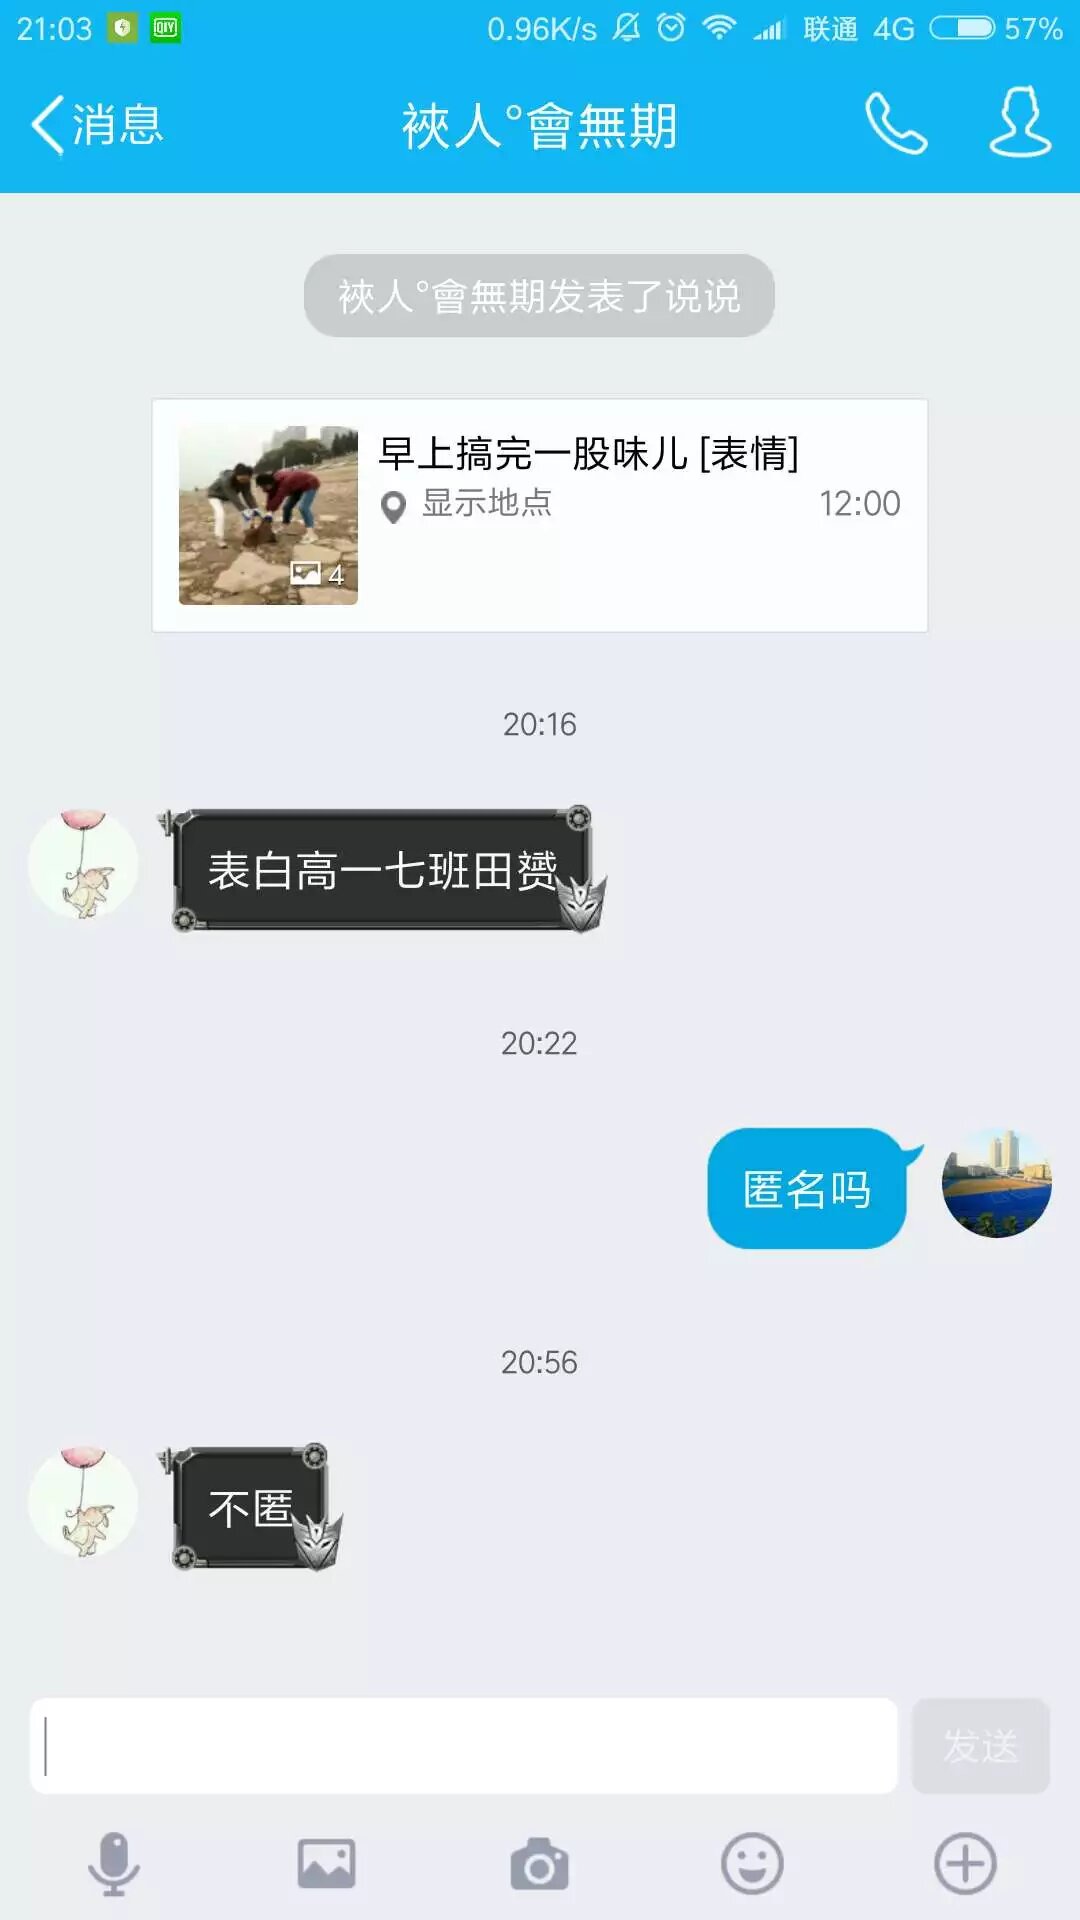 21:03 QIY 0.96K/s 联通 4G 57%
消息 裌人°會無期
裌人°會無期发表了说说
早上搞完一股味儿 [表情]
显示地点 12:00
4
20:16
表白高一七班田赟
20:22
匿名吗
20:56
不匿
发送